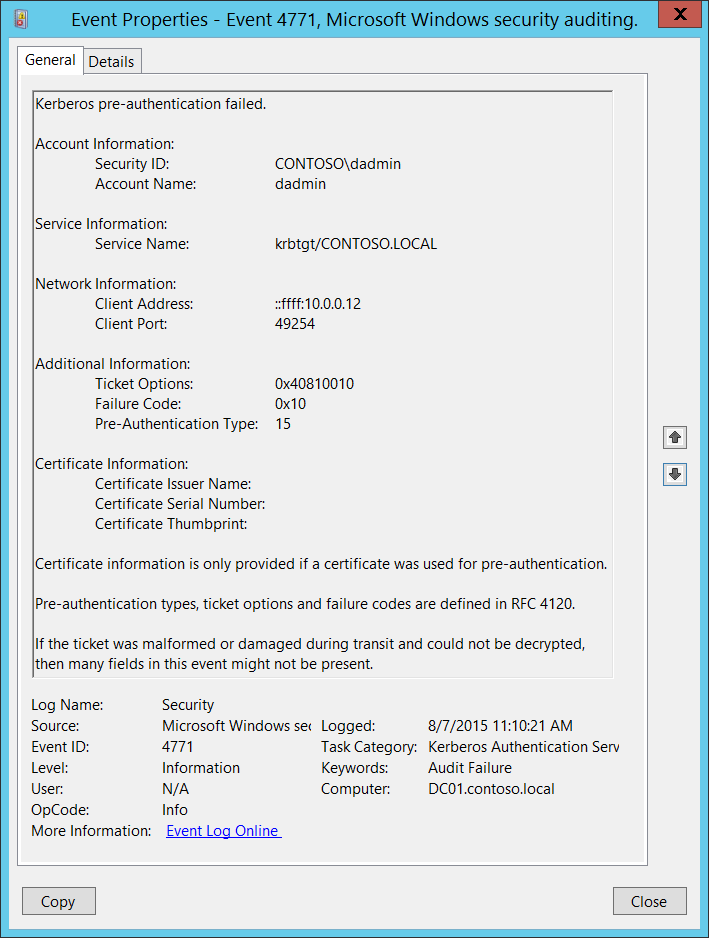 Event Properties - Event 4771, Microsoft Windows security auditing.
X
General
Details
Kerberos pre-authentication failed.
Account Information:
Security ID: CONTOSO\dadmin
Account Name: dadmin
Service Information:
Service Name: krbtgt/CONTOSO.LOCAL
Network Information:
Client Address: ::ffff:10.0.0.12
Client Port: 49254
Additional Information:
Ticket Options: 0x40810010
Failure Code: 0x10
Pre-Authentication Type: 15
Certificate Information:
Certificate Issuer Name:
Certificate Serial Number:
Certificate Thumbprint:
Certificate information is only provided if a certificate was used for pre-authentication.
Pre-authentication types, ticket options and failure codes are defined in RFC 4120.
If the ticket was malformed or damaged during transit and could not be decrypted,
then many fields in this event might not be present.
Log Name: Security
Source: Microsoft Windows sec Logged: 8/7/2015 11:10:21 AM
Event ID: 4771 Task Category: Kerberos Authentication Serv
Level: Information Keywords: Audit Failure
User: N/A Computer: DC01.contoso.local
OpCode: Info
More Information: Event Log Online
Copy
Close